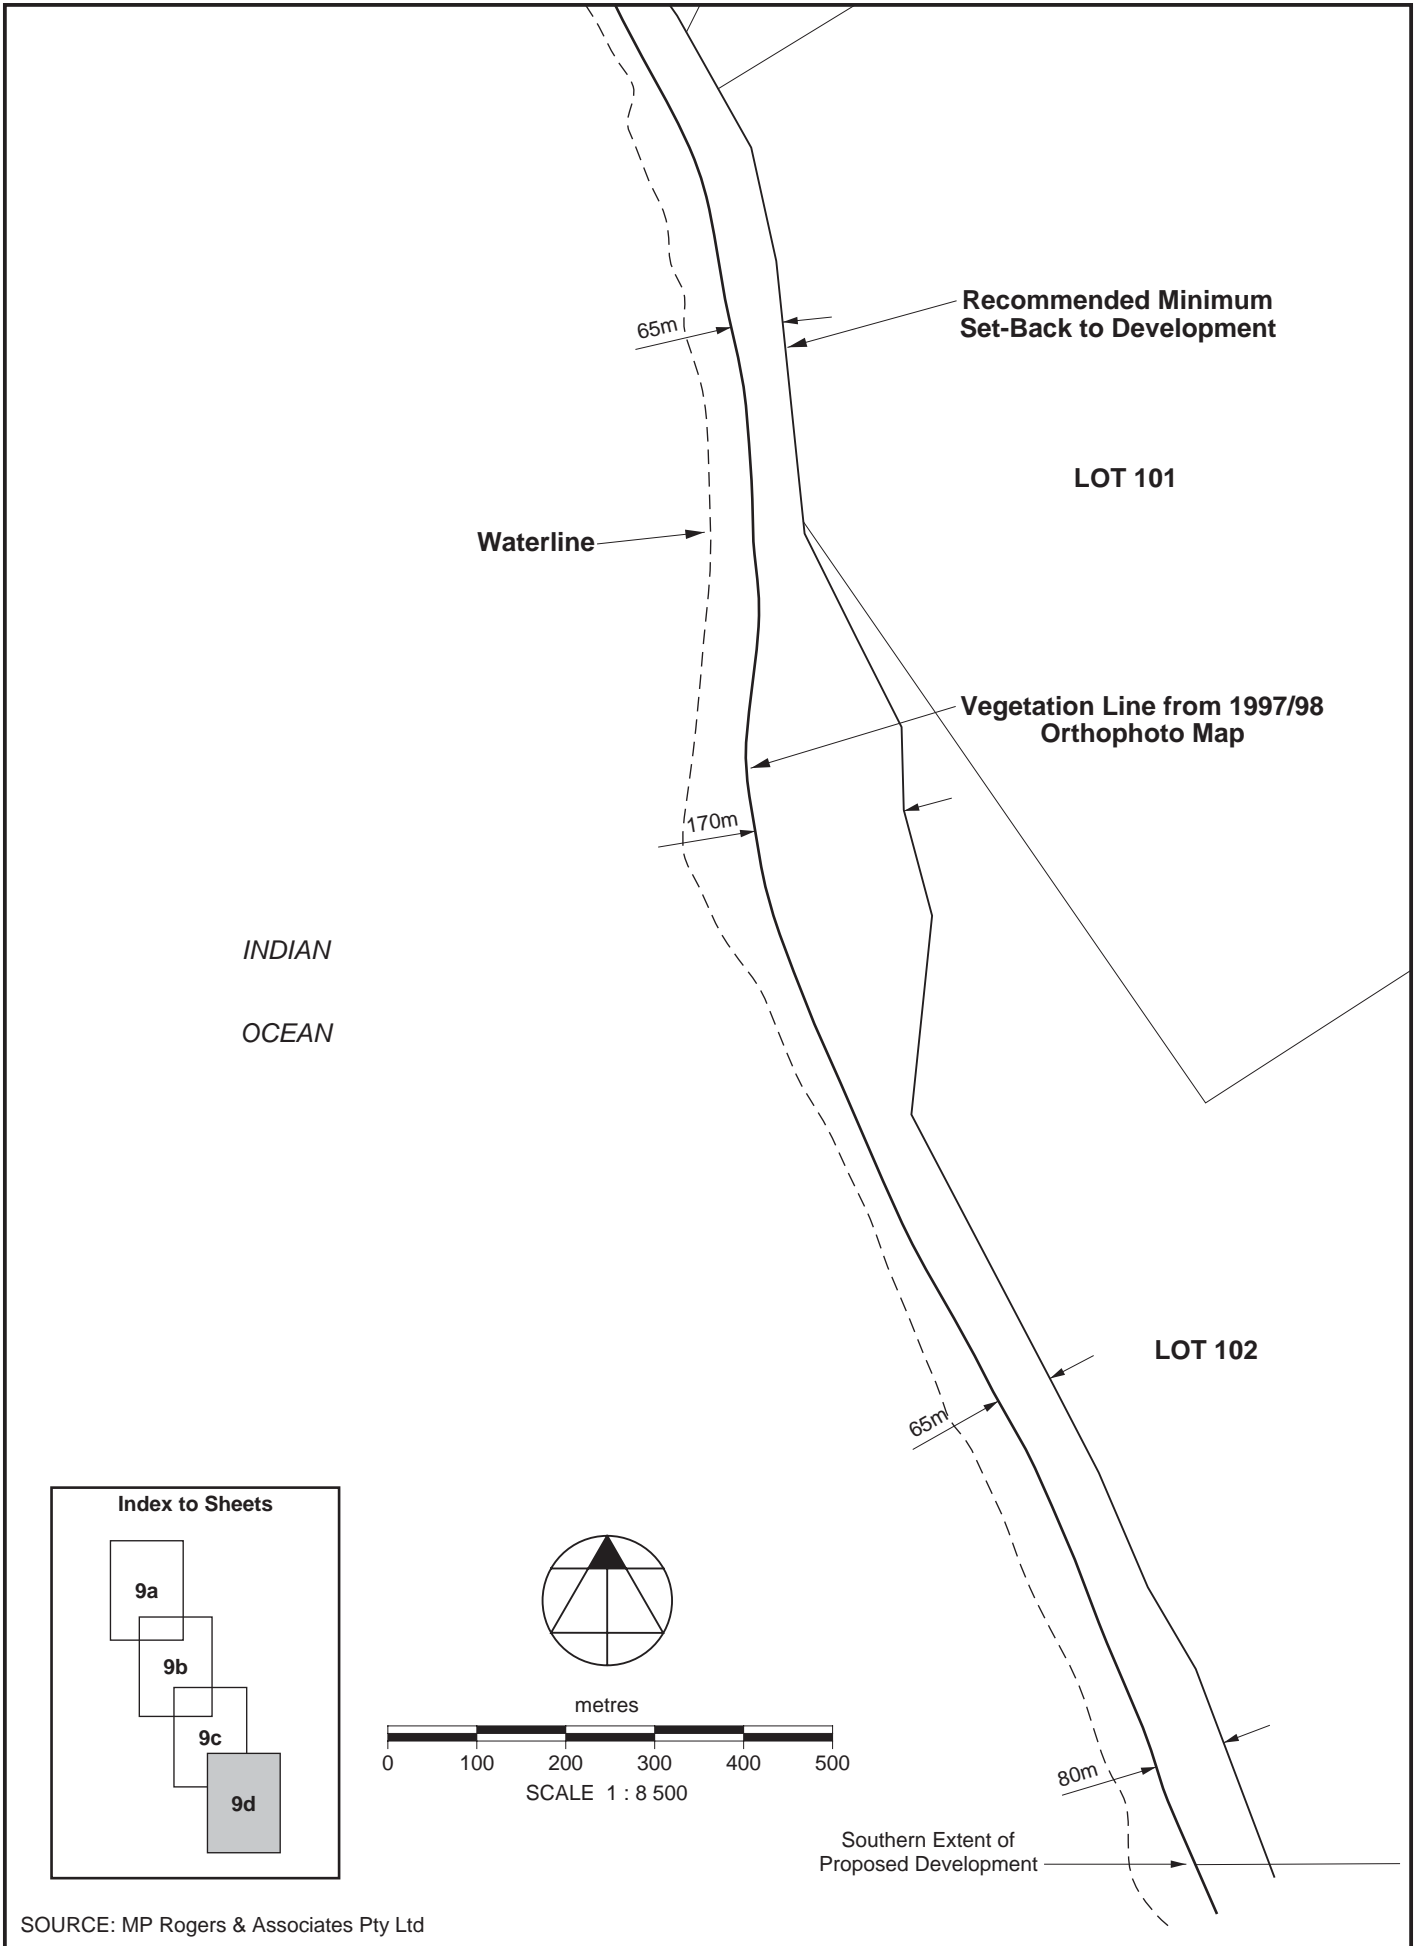 65m
Recommended Minimum
Set-Back to Development
LOT 101
Waterline
Vegetation Line from 1997/98
Orthophoto Map
170m
INDIAN
OCEAN
LOT 102
65m
Index to Sheets
9a
9b
9c
9d
metres
0 100 200 300 400 500
SCALE 1 : 8 500
80m
Southern Extent of
Proposed Development
SOURCE: MP Rogers & Associates Pty Ltd